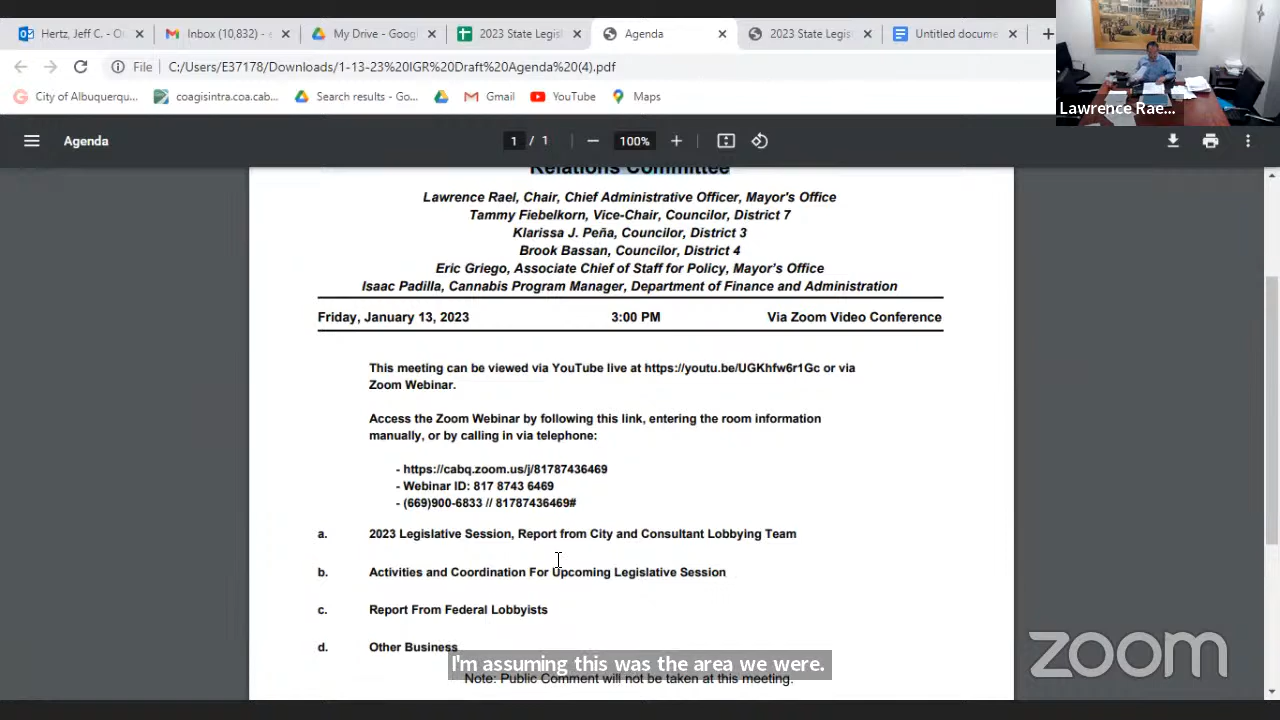 Hertz, Jeff C. - O
Inbox (10,832) -
My Drive - Googl
2023 State Legisl
Agenda
2023 State Legis
Untitled docume
File
C:/Users/E37178/Downloads/1-13-23%20IGR%20Draft%20Agenda%20(4).pdf
City of Albuquerqu...
coagisintra.coa.cab...
Search results - Go...
Gmail
YouTube
Maps
Lawrence Rae...
Agenda
1 / 1
100%
Relations Committee
Lawrence Rael, Chair, Chief Administrative Officer, Mayor's Office
Tammy Fiebelkorn, Vice-Chair, Councilor, District 7
Klarissa J. Peña, Councilor, District 3
Brook Bassan, Councilor, District 4
Eric Griego, Associate Chief of Staff for Policy, Mayor's Office
Isaac Padilla, Cannabis Program Manager, Department of Finance and Administration
Friday, January 13, 2023 3:00 PM Via Zoom Video Conference
This meeting can be viewed via YouTube live at https://youtu.be/UGKhfw6r1Gc or via
Zoom Webinar.
Access the Zoom Webinar by following this link, entering the room information
manually, or by calling in via telephone:
- https://cabq.zoom.us/j/81787436469
- Webinar ID: 817 8743 6469
- (669)900-6833 // 81787436469#
a. 2023 Legislative Session, Report from City and Consultant Lobbying Team
b. Activities and Coordination For Upcoming Legislative Session
c. Report From Federal Lobbyists
d. Other Business
I'm assuming this was the area we were.
Note: Public Comment will not be taken at this meeting.
zoom